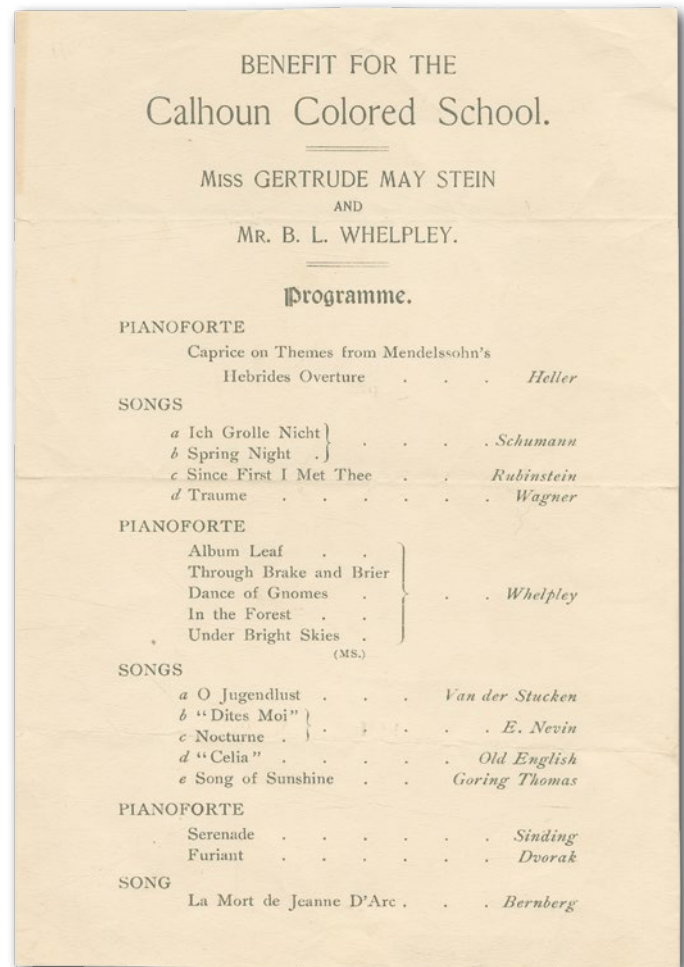 BENEFIT FOR THE
Calhoun Colored School.
MISS GERTRUDE MAY STEIN
AND
MR. B. L. WHELPLEY.
Programme.
PIANOFORTE
Caprice on Themes from Mendelssohn's
Hebrides Overture . . . Heller
SONGS
a Ich Grolle Nicht
b Spring Night . } . . . . Schumann
c Since First I Met Thee . . Rubinstein
d Traume . . . . . . Wagner
PIANOFORTE
Album Leaf . .
Through Brake and Brier
Dance of Gnomes . } . . Whelpley
In the Forest . .
Under Bright Skies .
(MS.)
SONGS
a O Jugendlust . . . Van der Stucken
b "Dites Moi"
c Nocturne . } . . . . . E. Nevin
d "Celia" . . . . . Old English
e Song of Sunshine . . Goring Thomas
PIANOFORTE
Serenade . . . . . . Sinding
Furiant . . . . . . Dvorak
SONG
La Mort de Jeanne D'Arc . . . Bernberg